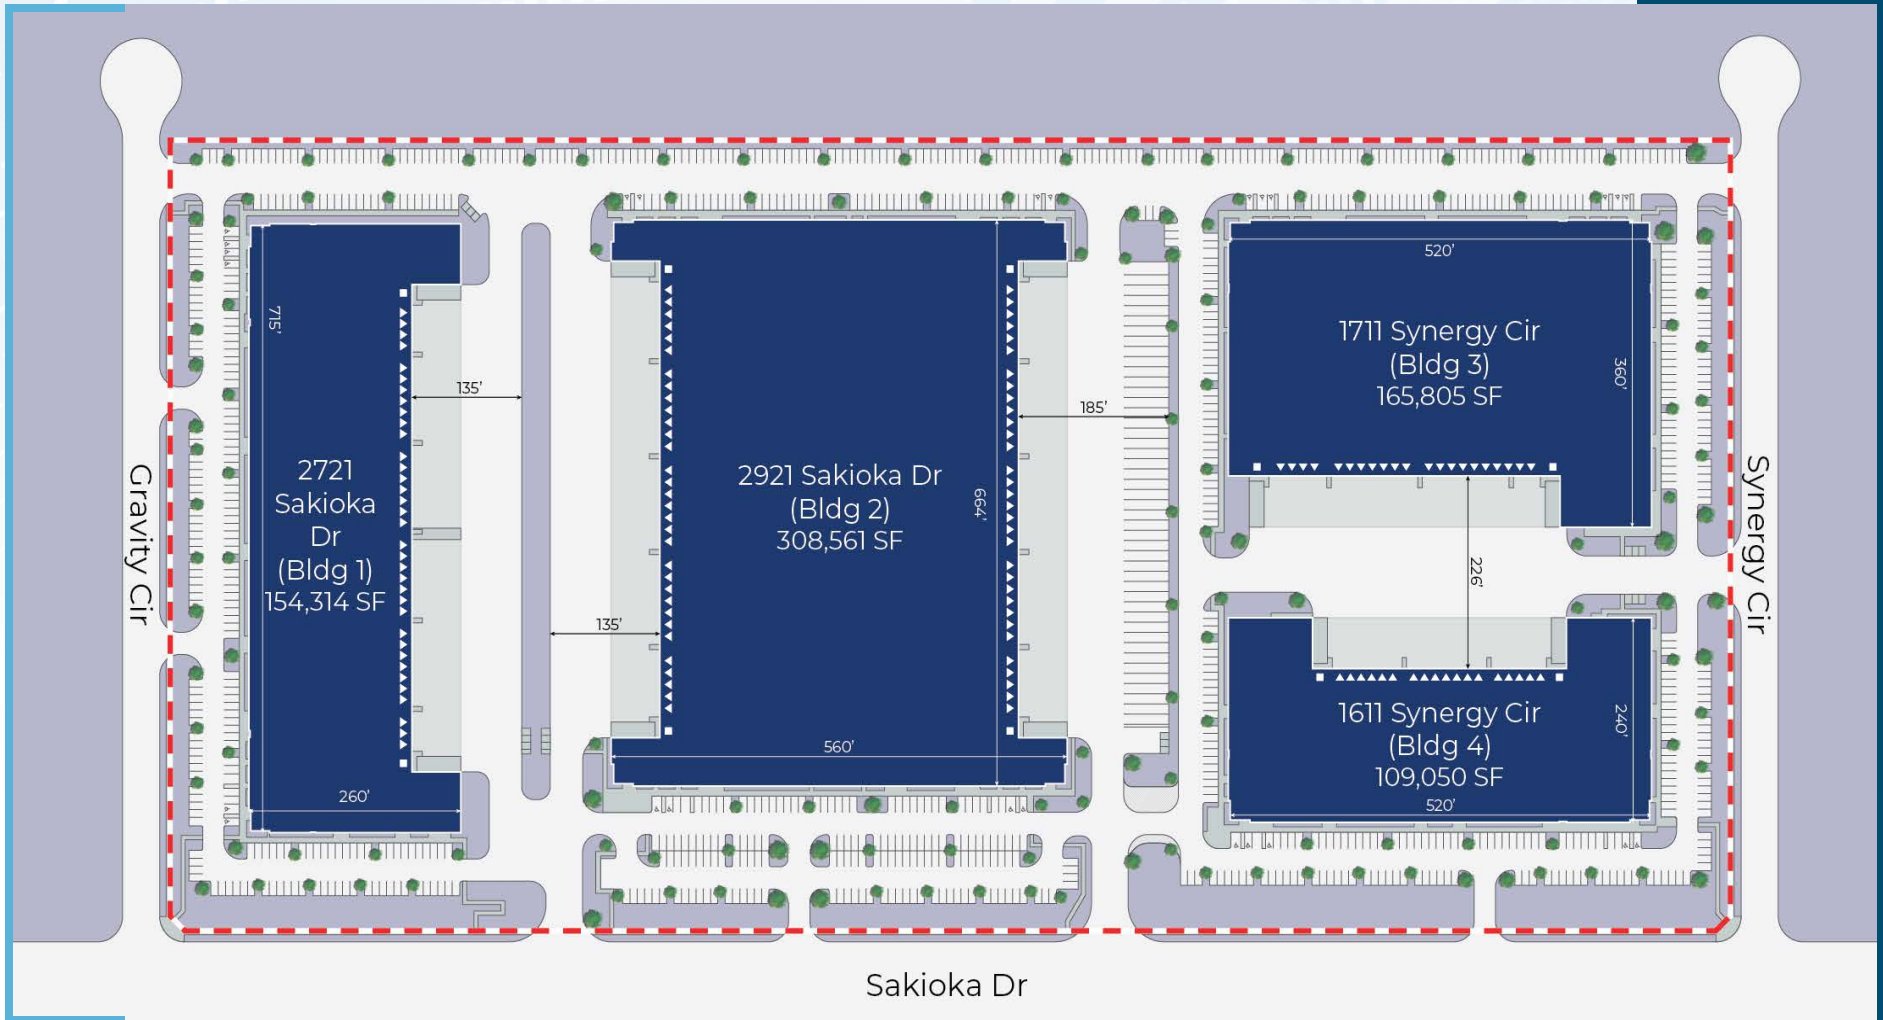 520'
1711 Synergy Cir
(Bldg 3)
165,805 SF
360'
715'
135'
185'
2721
Sakioka
Dr
(Bldg 1)
154,314 SF
2921 Sakioka Dr
(Bldg 2)
308,561 SF
664'
Gravity Cir
Synergy Cir
226'
135'
1611 Synergy Cir
(Bldg 4)
109,050 SF
240'
560'
260'
520'
Sakioka Dr